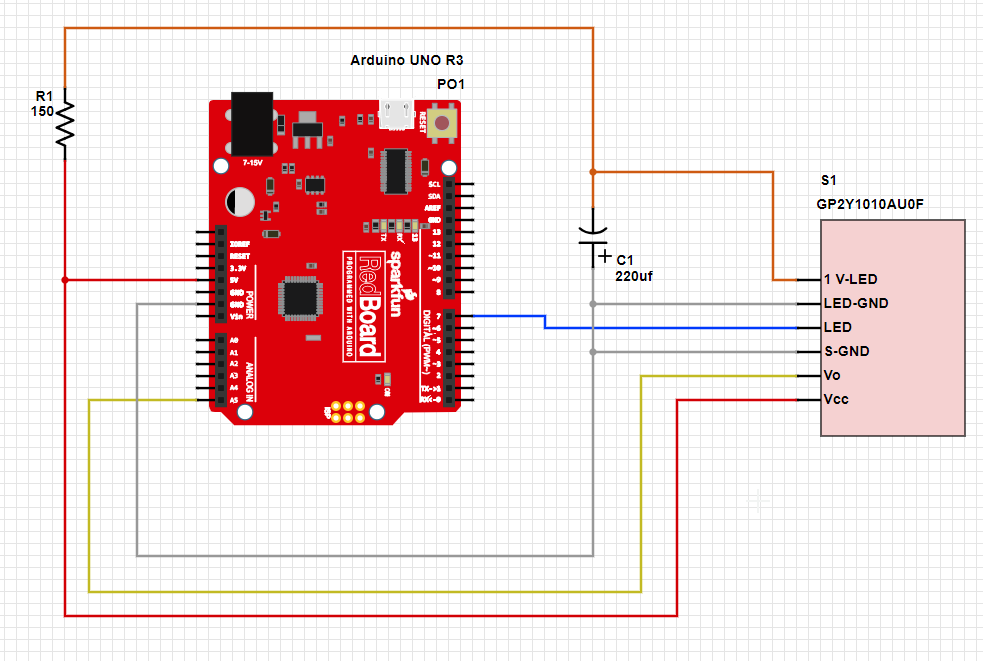 Arduino UNO R3
PO1
R1
150
RESET
7-15V
SCL
SDA
AREF
GND
13
12
~11
~10
~9
8
TX
RX
13
IOREF
RESET
3.3V
5V
GND
GND
Vin
POWER
A0
A1
A2
A3
A4
A5
ANALOG IN
sparkfun
RedBoard
PROGRAMMED WITH ARDUINO
DIGITAL (PWM~)
7
~6
~5
4
~3
2
TX→1
RX←0
ON
ISP
C1
220uf
S1
GP2Y1010AU0F
1 V-LED
LED-GND
LED
S-GND
Vo
Vcc